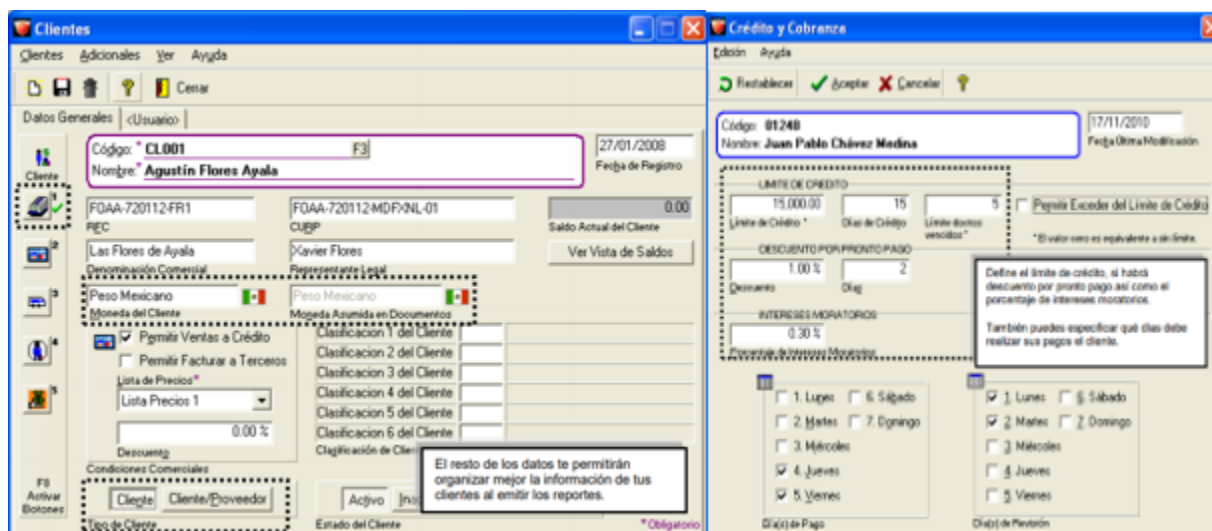 Clientes
Clientes Adicionales Ver Ayuda
Cerrar
Datos Generales <Usuario>
Cliente
1
2
3
4
5
F8
Activar
Botones
Código: * CL001 F3
Nombre: * Agustín Flores Ayala
27/01/2008
Fecha de Registro
FOAA-720112-FR1 FOAA-720112-MDFXNL-01 0.00
RFC CURP Saldo Actual del Cliente
Las Flores de Ayala Xavier Flores Ver Vista de Saldos
Denominación Comercial Representante Legal
Peso Mexicano Peso Mexicano
Moneda del Cliente Moneda Asumida en Documentos
Permitir Ventas a Crédito
Permitir Facturar a Terceros
Lista de Precios*
Lista Precios 1
0.00 %
Descuento
Condiciones Comerciales
Clasificacion 1 del Cliente
Clasificacion 2 del Cliente
Clasificacion 3 del Cliente
Clasificacion 4 del Cliente
Clasificacion 5 del Cliente
Clasificacion 6 del Cliente
Clasificación de Clien
El resto de los datos te permitirán
organizar mejor la información de tus
clientes al emitir los reportes.
Cliente Cliente/Proveedor
Tipo de Cliente
Activo Ina
Estado del Cliente
*Obligatorio
Crédito y Cobranza
Edición Ayuda
Restablecer Aceptar Cancelar
Código: 01248
Nombre: Juan Pablo Chávez Medina
17/11/2010
Fecha Última Modificación
LIMITE DE CREDITO
15,000.00 15 5
Límite de Crédito * Días de Crédito Límite doctos
vencidos *
Permitir Exceder del Límite de Crédito
*El valor cero es equivalente a sin límite.
DESCUENTO POR PRONTO PAGO
1.00 % 2
Descuento Días
INTERESES MORATORIOS
0.30 %
Porcentaje de Intereses Moratorios
Define el límite de crédito, si habrá
descuento por pronto pago así como el
porcentaje de intereses moratorios.
También puedes especificar qué días debe
realizar sus pagos el cliente.
1. Lunes 6. Sábado
2. Martes 7. Domingo
3. Miércoles
4. Jueves
5. Viernes
Día(s) de Pago
1. Lunes 6. Sábado
2. Martes 7. Domingo
3. Miércoles
4. Jueves
5. Viernes
Día(s) de Revisión